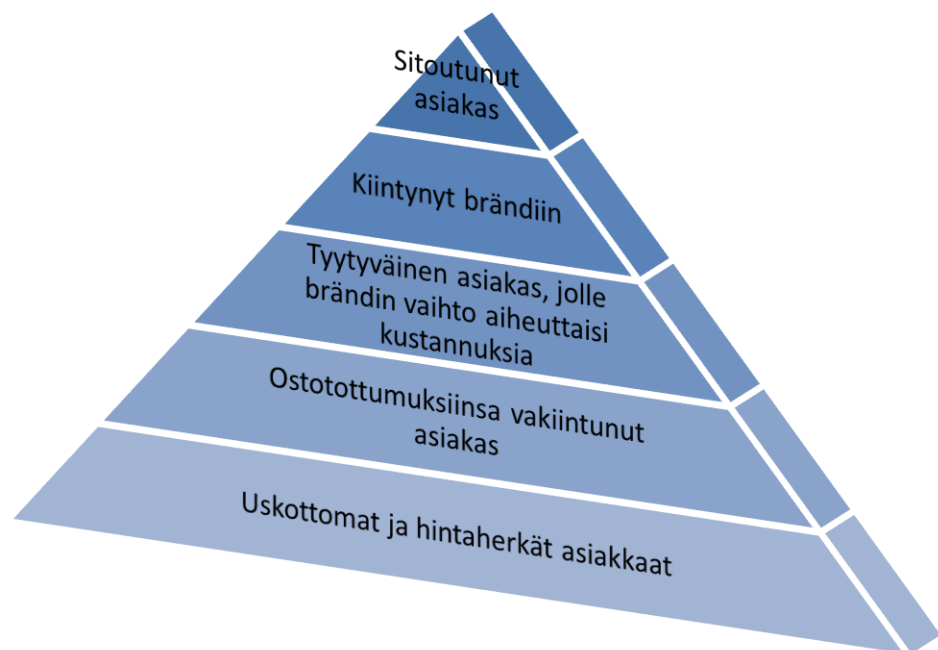 Sitoutunut
asiakas
Kiintynyt brändiin
Tyytyväinen asiakas, jolle
brändin vaihto aiheuttaisi
kustannuksia
Ostotottumuksiinsa vakiintunut
asiakas
Uskottomat ja hintaherkät asiakkaat